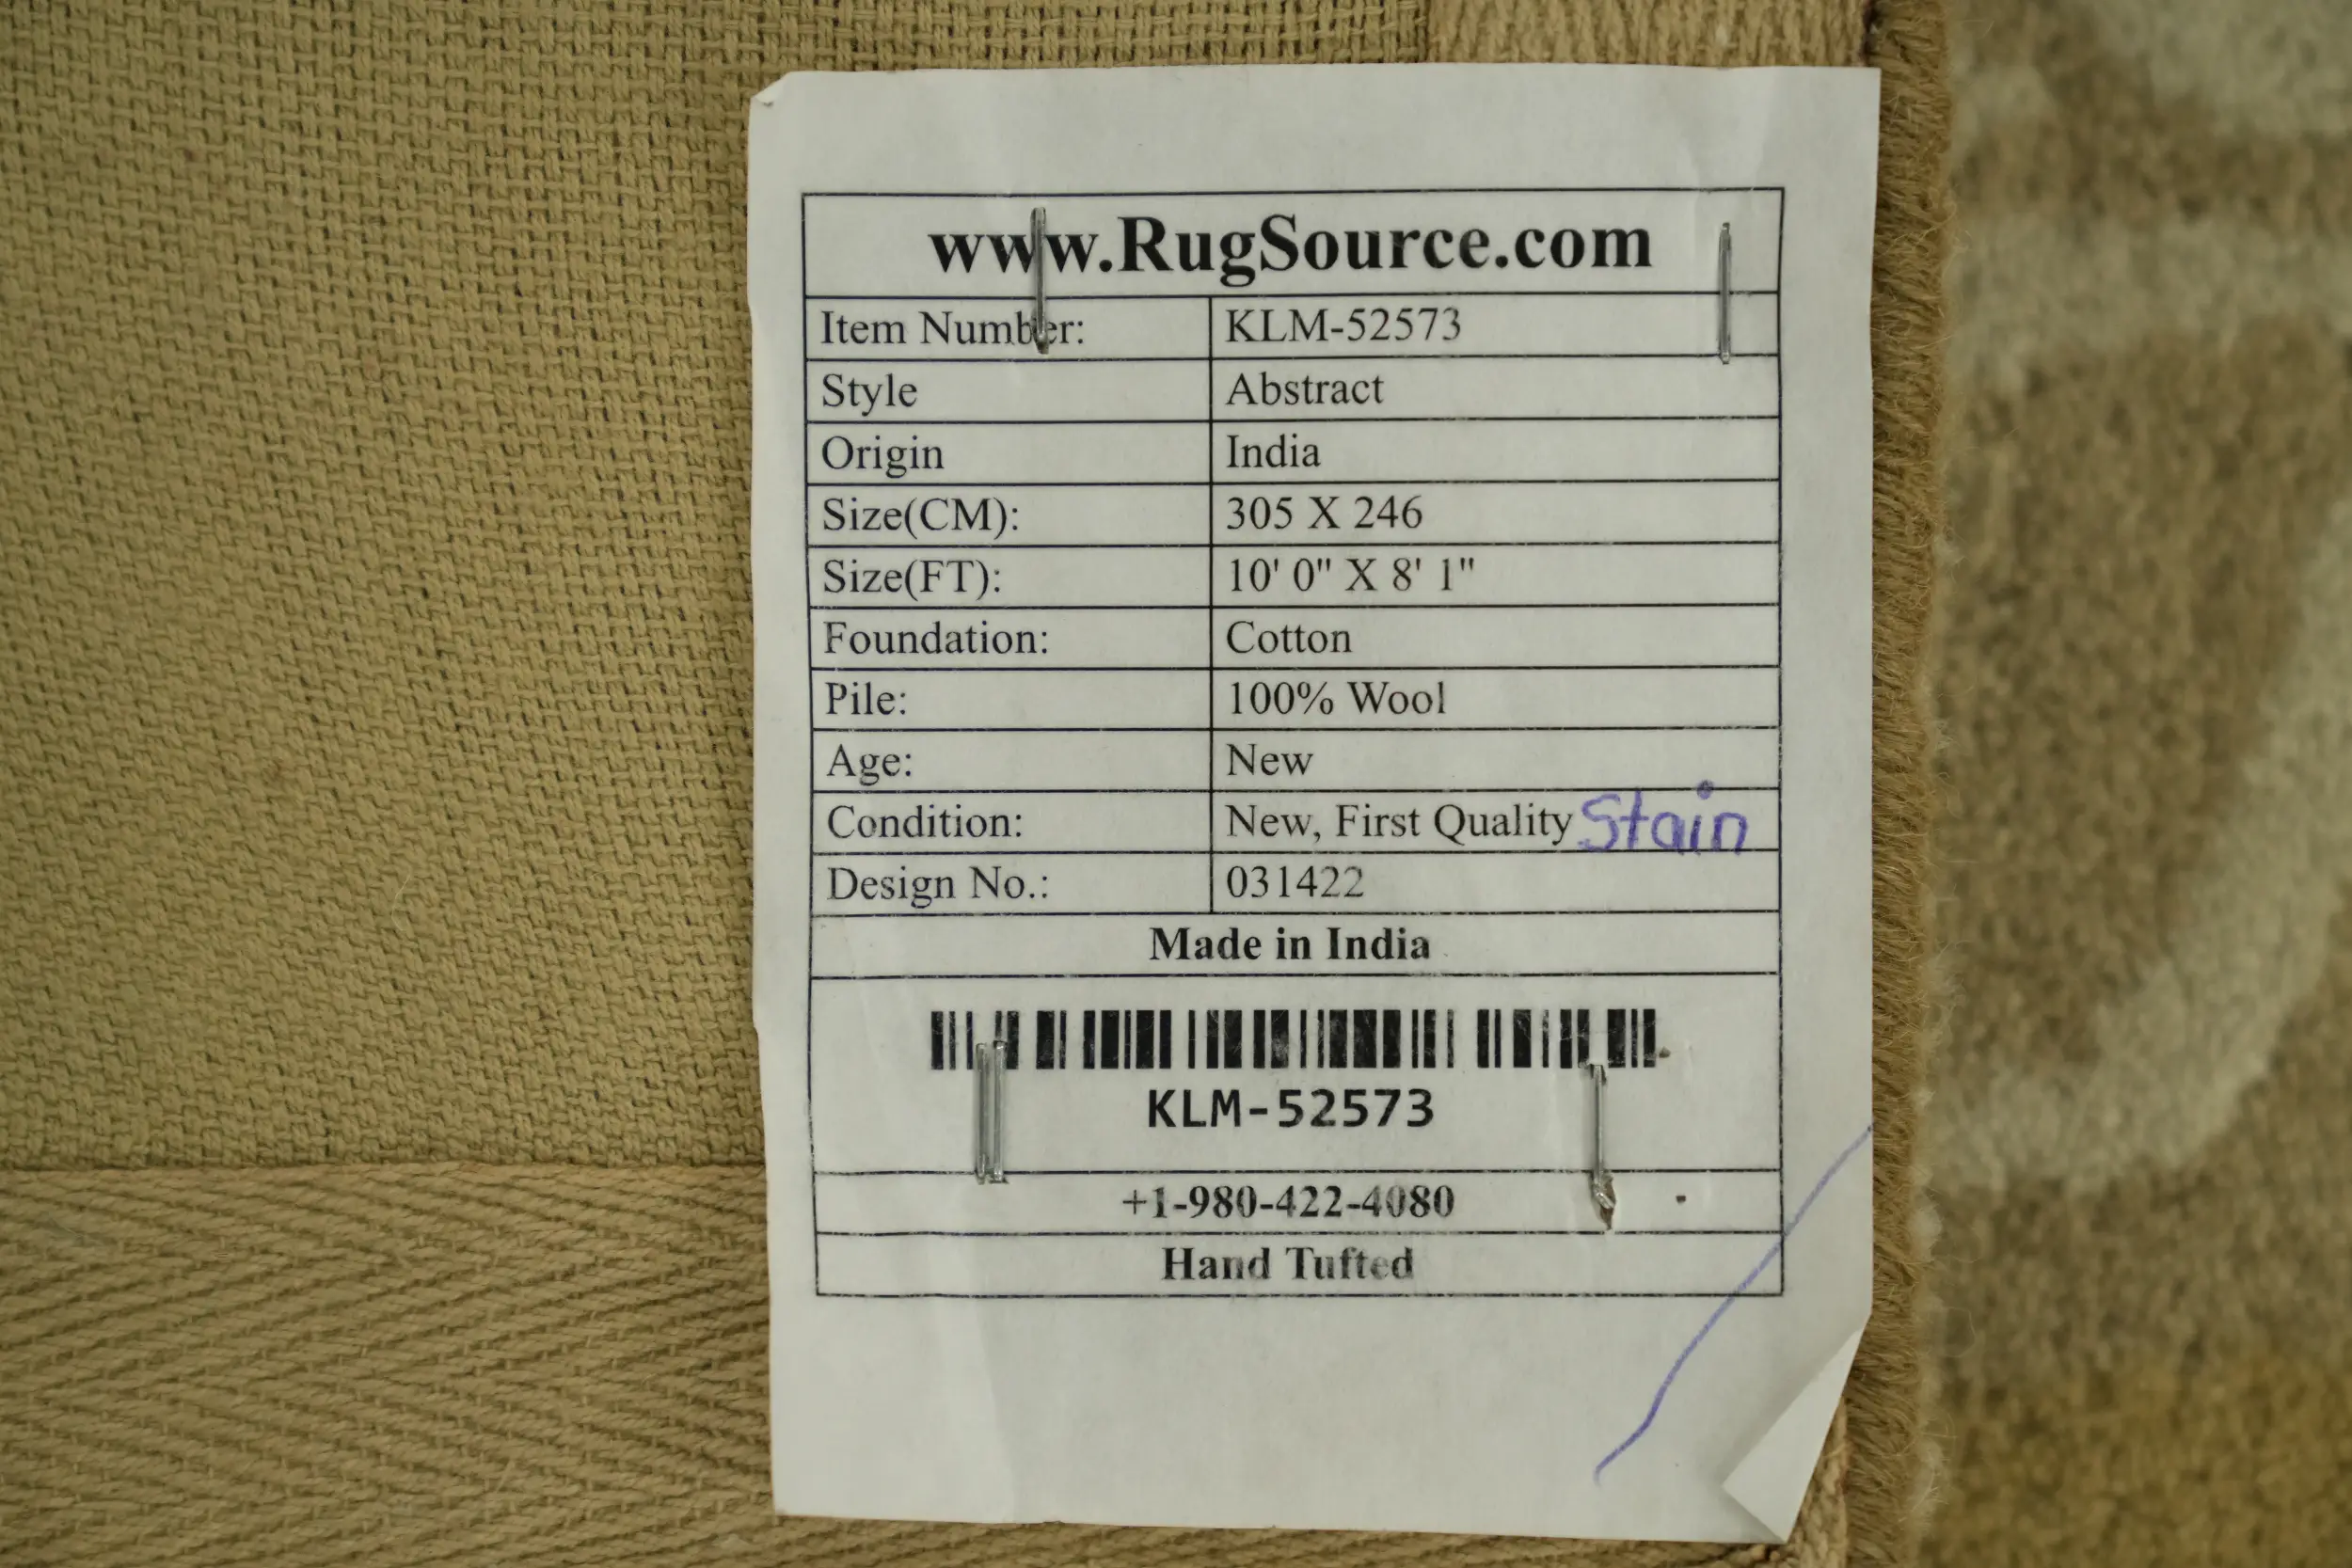 www.RugSource.com
Item Number: KLM-52573
Style Abstract
Origin India
Size(CM): 305 X 246
Size(FT): 10' 0" X 8' 1"
Foundation: Cotton
Pile: 100% Wool
Age: New
Condition: New, First Quality Stain
Design No.: 031422
Made in India
KLM-52573
+1-980-422-4080
Hand Tufted